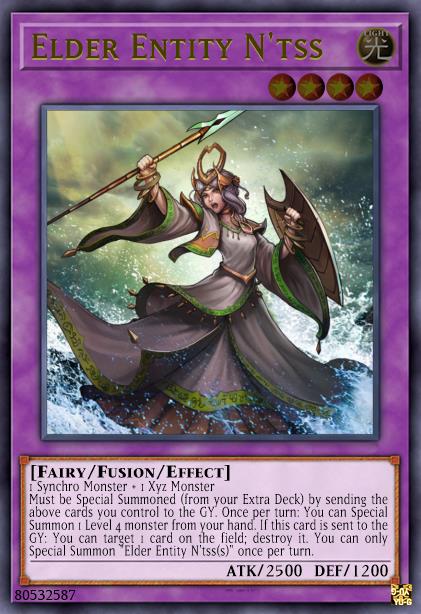 Elder Entity N'tss
LIGHT
光
[Fairy/Fusion/Effect]
1 Synchro Monster + 1 Xyz Monster
Must be Special Summoned (from your Extra Deck) by sending the
above cards you control to the GY. Once per turn: You can Special
Summon 1 Level 4 monster from your hand. If this card is sent to the
GY: You can target 1 card on the field; destroy it. You can only
Special Summon "Elder Entity N'tss(s)" once per turn.
ATK/2500 DEF/1200
80532587